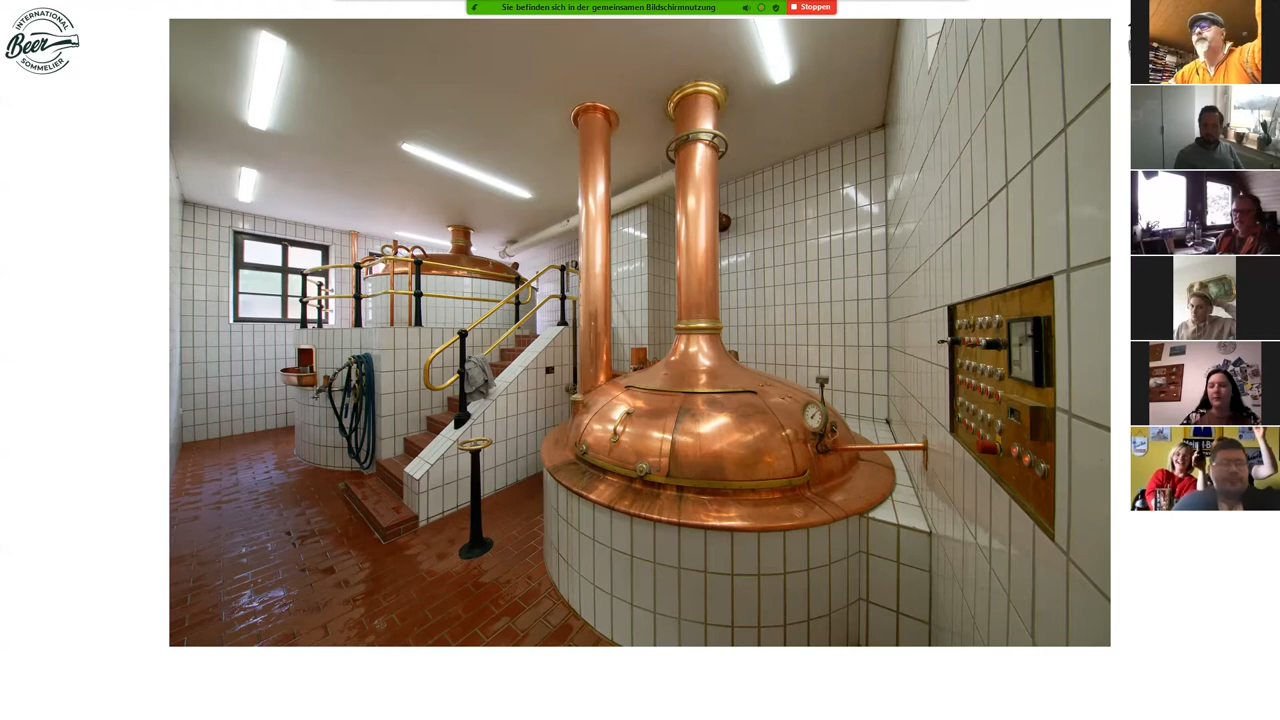 Sie befinden sich in der gemeinsamen Bildschirmnutzung
Stoppen
INTERNATIONAL
Beer
SOMMELIER